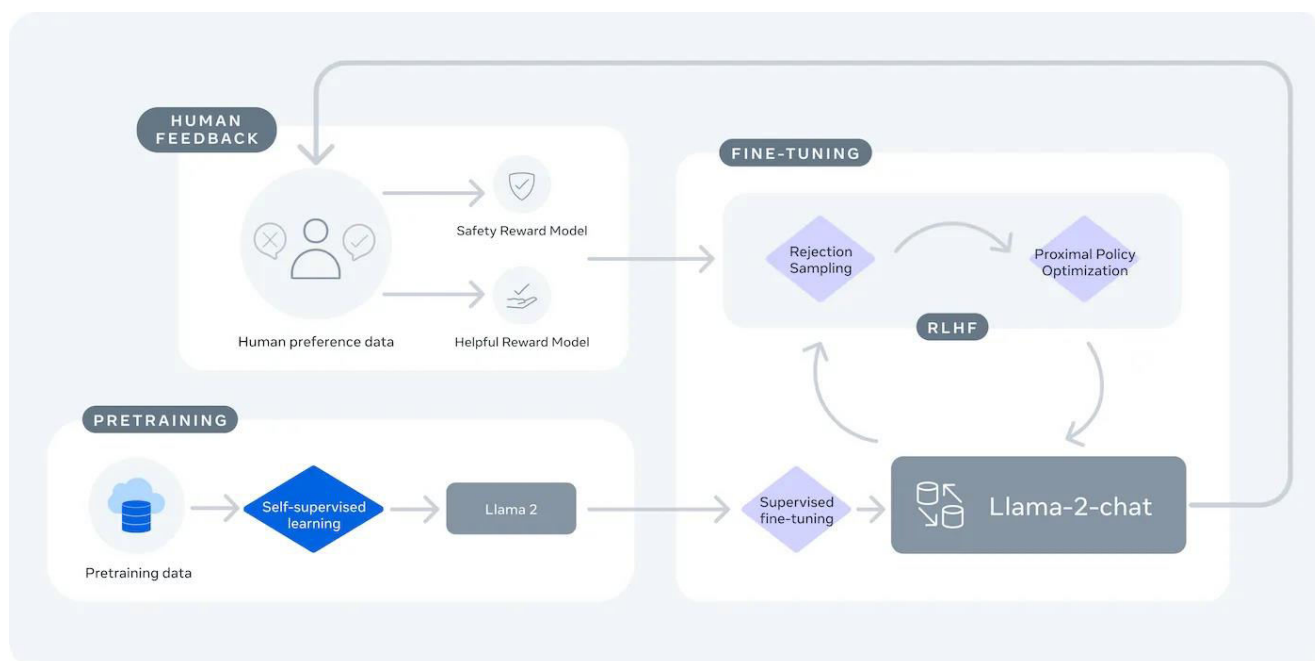 HUMAN
FEEDBACK
Safety Reward Model
Human preference data
Helpful Reward Model
FINE-TUNING
Rejection
Sampling
Proximal Policy
Optimization
RLHF
PRETRAINING
Self-supervised
learning
Llama 2
Pretraining data
Supervised
fine-tuning
Llama-2-chat